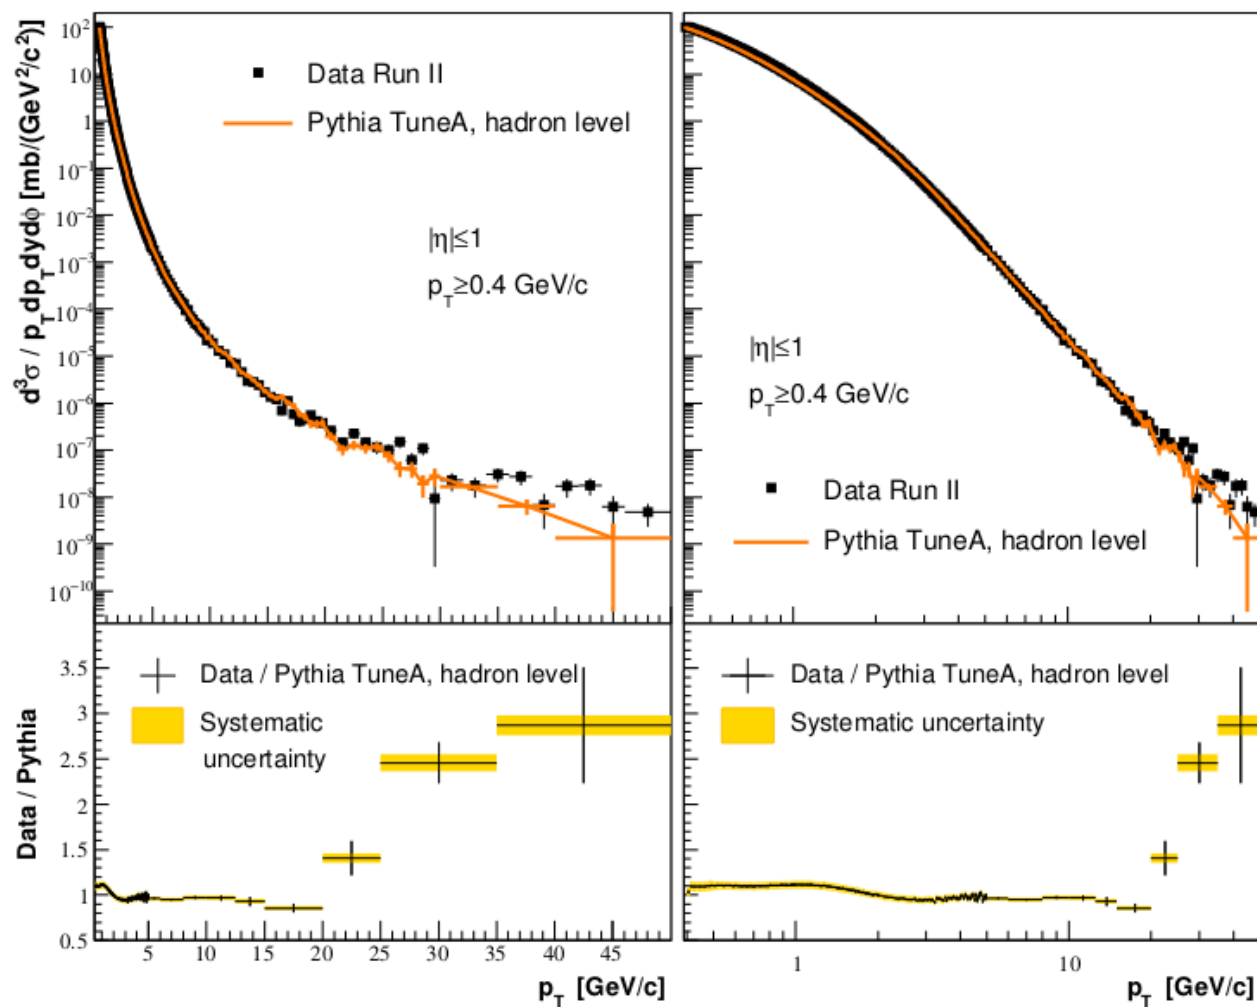 d³σ / p_T dp_T dydϕ [mb/(GeV²/c²)]
10²
10
1
10⁻¹
10⁻²
10⁻³
10⁻⁴
10⁻⁵
10⁻⁶
10⁻⁷
10⁻⁸
10⁻⁹
10⁻¹⁰
Data Run II
Pythia TuneA, hadron level
|η|≤1
p_T≥0.4 GeV/c
|η|≤1
p_T≥0.4 GeV/c
Data Run II
Pythia TuneA, hadron level
Data / Pythia
3.5
3
2.5
2
1.5
1
0.5
Data / Pythia TuneA, hadron level
Systematic
uncertainty
5 10 15 20 25 30 35 40 45
p_T [GeV/c]
Data / Pythia TuneA, hadron level
Systematic uncertainty
1 10
p_T [GeV/c]